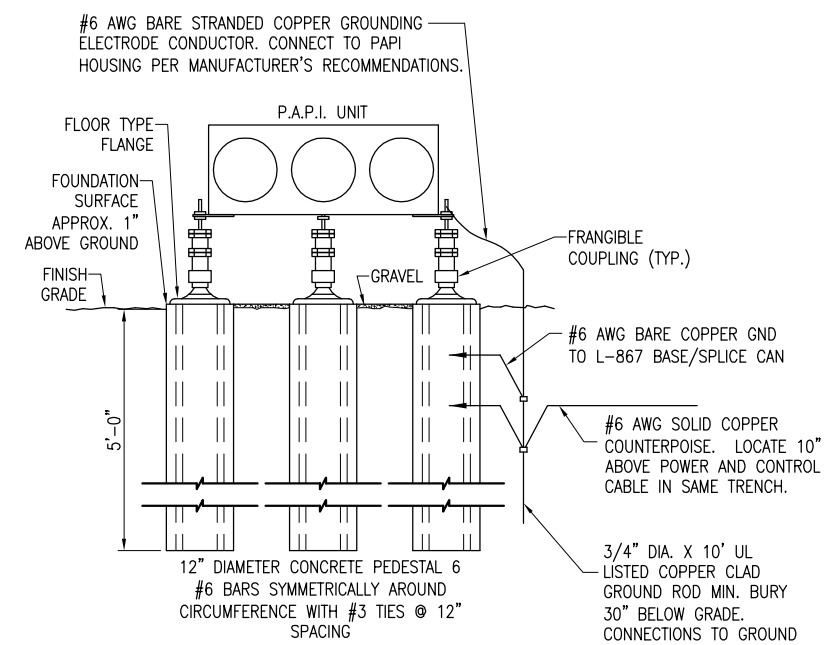 #6 AWG BARE STRANDED COPPER GROUNDING
ELECTRODE CONDUCTOR. CONNECT TO PAPI
HOUSING PER MANUFACTURER'S RECOMMENDATIONS.
P.A.P.I. UNIT
FLOOR TYPE
FLANGE
FOUNDATION
SURFACE
APPROX. 1"
ABOVE GROUND
FINISH
GRADE
GRAVEL
FRANGIBLE
COUPLING (TYP.)
#6 AWG BARE COPPER GND
TO L-867 BASE/SPLICE CAN
5'-0"
#6 AWG SOLID COPPER
COUNTERPOISE. LOCATE 10"
ABOVE POWER AND CONTROL
CABLE IN SAME TRENCH.
3/4" DIA. X 10' UL
LISTED COPPER CLAD
GROUND ROD MIN. BURY
30" BELOW GRADE.
CONNECTIONS TO GROUND
12" DIAMETER CONCRETE PEDESTAL 6
#6 BARS SYMMETRICALLY AROUND
CIRCUMFERENCE WITH #3 TIES @ 12"
SPACING